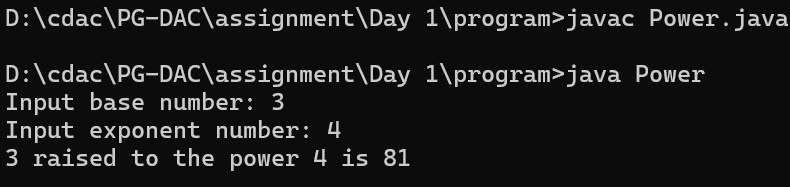 D:\cdac\PG-DAC\assignment\Day 1\program>javac Power.java
D:\cdac\PG-DAC\assignment\Day 1\program>java Power
Input base number: 3
Input exponent number: 4
3 raised to the power 4 is 81